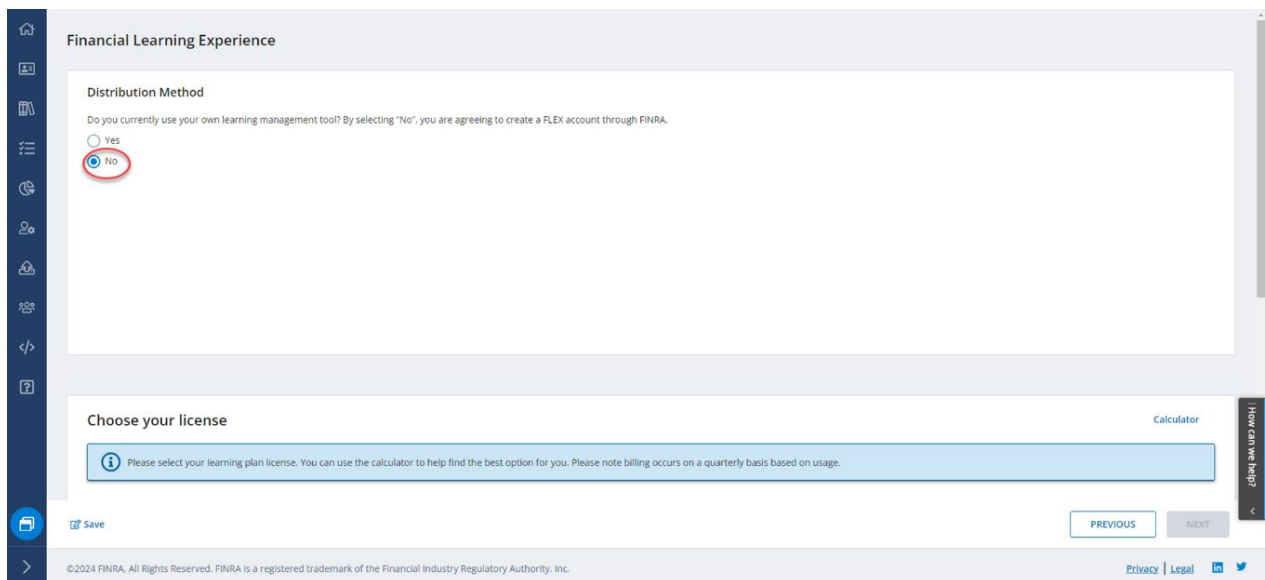 Financial Learning Experience
Distribution Method
Do you currently use your own learning management tool? By selecting "No", you are agreeing to create a FLEX account through FINRA.
Yes
No
Choose your license
Calculator
Please select your learning plan license. You can use the calculator to help find the best option for you. Please note billing occurs on a quarterly basis based on usage.
How can we help?
Save
PREVIOUS
NEXT
©2024 FINRA, All Rights Reserved. FINRA is a registered trademark of the Financial Industry Regulatory Authority. Inc.
Privacy | Legal